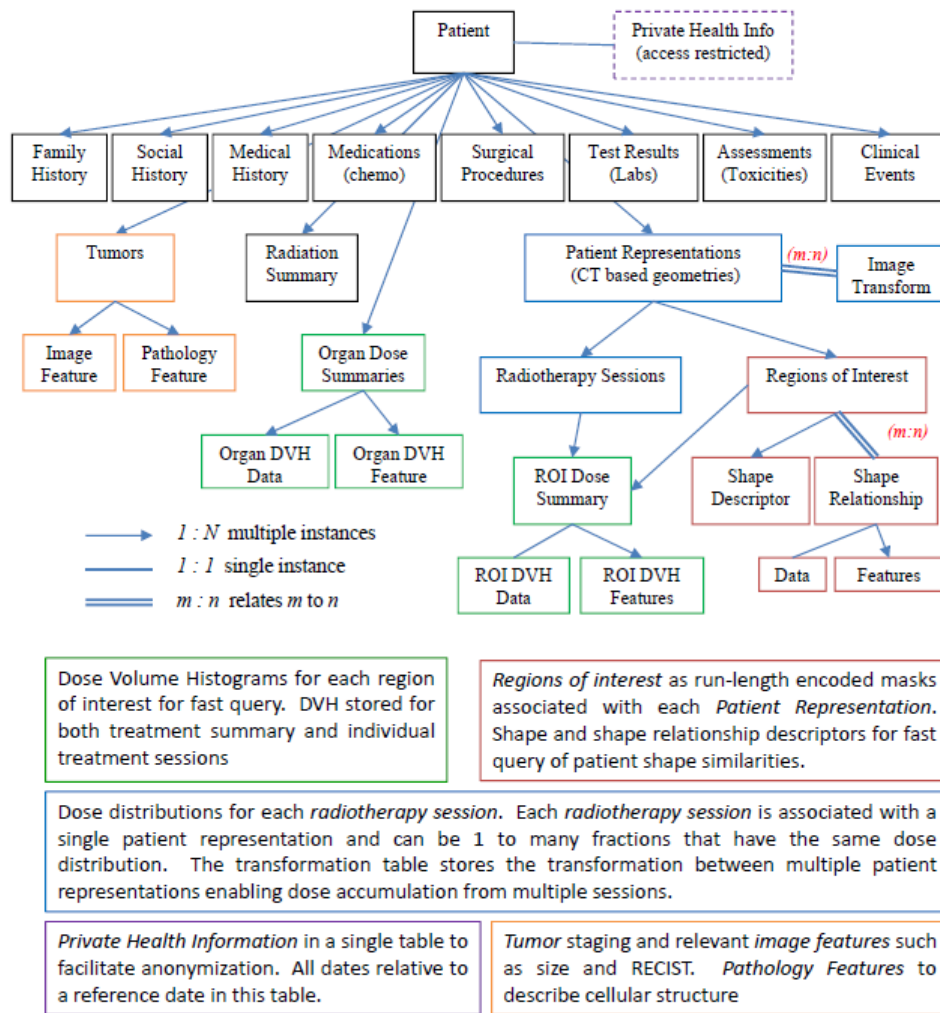 Patient
Private Health Info
(access restricted)
Family
History
Social
History
Medical
History
Medications
(chemo)
Surgical
Procedures
Test Results
(Labs)
Assessments
(Toxicities)
Clinical
Events
Tumors
Radiation
Summary
Patient Representations
(CT based geometries)
(m:n)
Image
Transform
Image
Feature
Pathology
Feature
Organ Dose
Summaries
Radiotherapy Sessions
Regions of Interest
(m:n)
Organ DVH
Data
Organ DVH
Feature
ROI Dose
Summary
Shape
Descriptor
Shape
Relationship
1 : N multiple instances
1 : 1 single instance
m : n relates m to n
ROI DVH
Data
ROI DVH
Features
Data
Features
Dose Volume Histograms for each region
of interest for fast query. DVH stored for
both treatment summary and individual
treatment sessions
Regions of interest as run-length encoded masks
associated with each Patient Representation.
Shape and shape relationship descriptors for fast
query of patient shape similarities.
Dose distributions for each radiotherapy session. Each radiotherapy session is associated with a
single patient representation and can be 1 to many fractions that have the same dose
distribution. The transformation table stores the transformation between multiple patient
representations enabling dose accumulation from multiple sessions.
Private Health Information in a single table to
facilitate anonymization. All dates relative to
a reference date in this table.
Tumor staging and relevant image features such
as size and RECIST. Pathology Features to
describe cellular structure